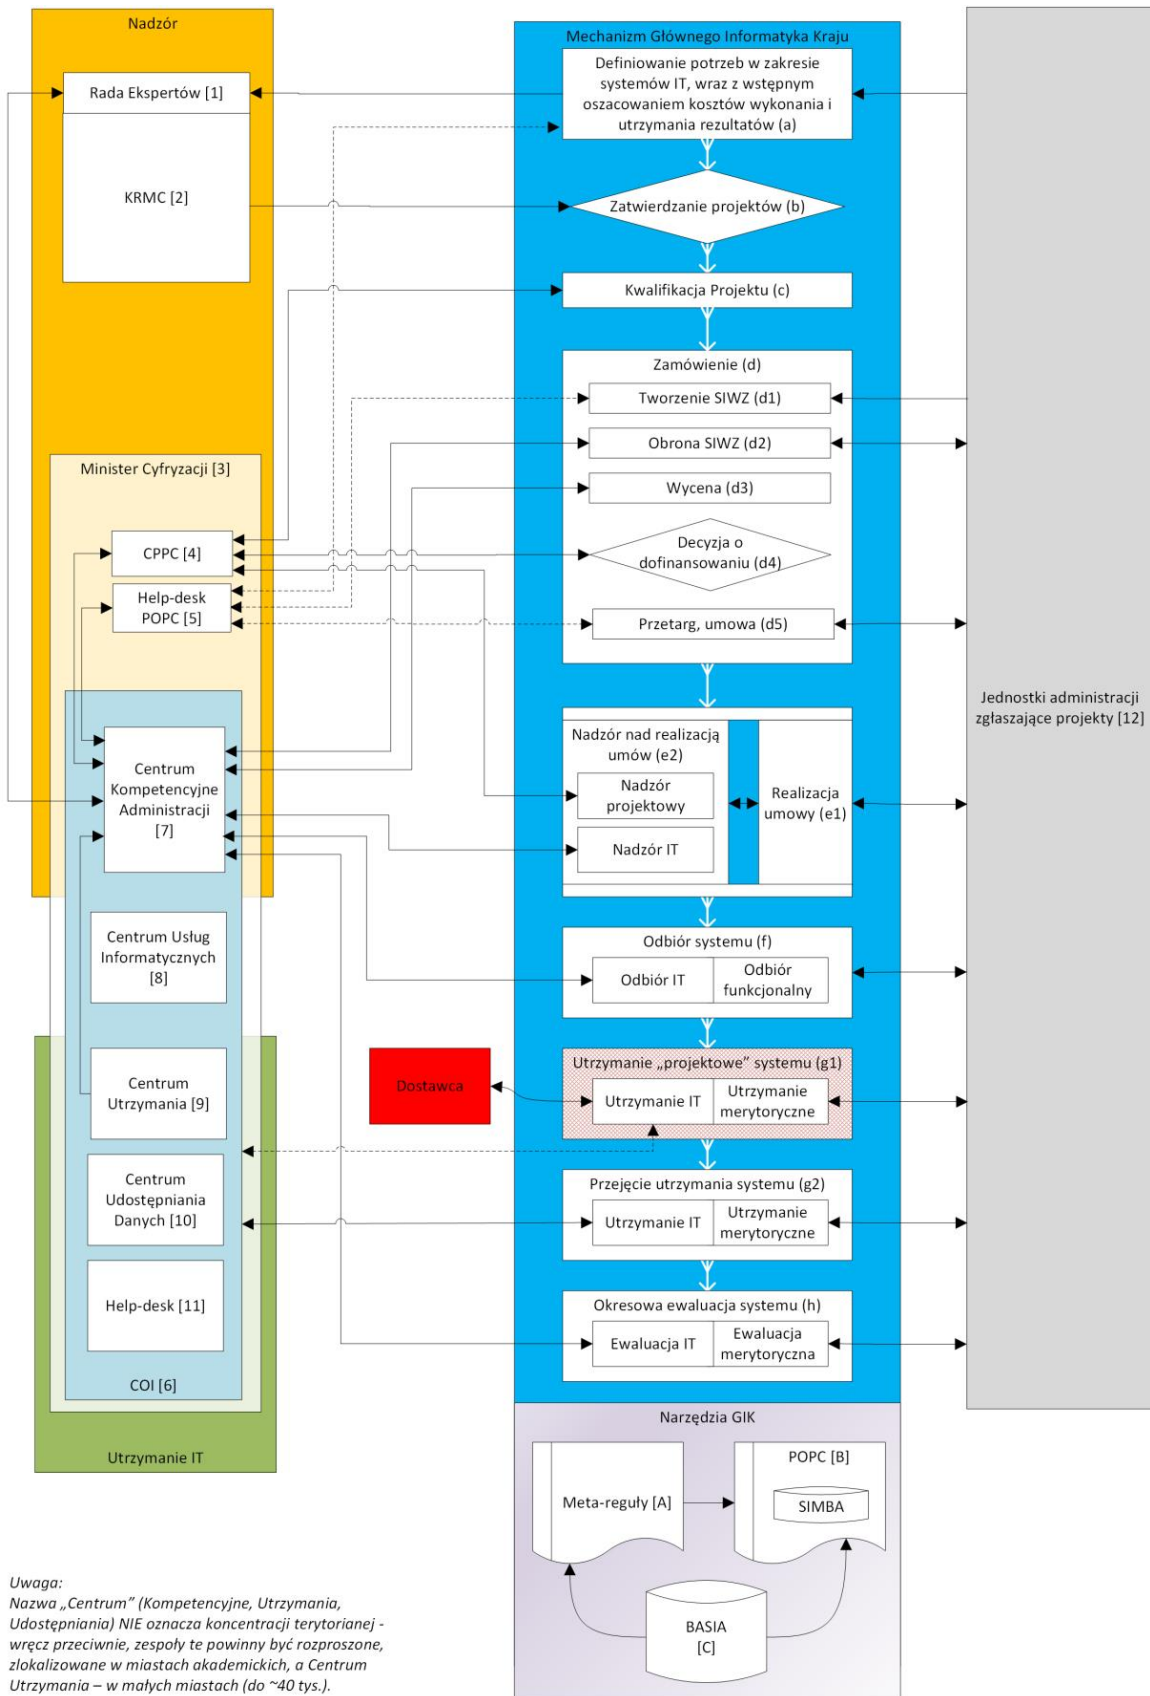 Nadzór
Rada Ekspertów [1]
KRMC [2]
Minister Cyfryzacji [3]
CPPC [4]
Help-desk
POPC [5]
Centrum
Kompetencyjne
Administracji
[7]
Centrum Usług
Informatycznych
[8]
Centrum
Utrzymania [9]
Centrum
Udostępniania
Danych [10]
Help-desk [11]
COI [6]
Utrzymanie IT
Dostawca
Mechanizm Głównego Informatyka Kraju
Definiowanie potrzeb w zakresie
systemów IT, wraz z wstępnym
oszacowaniem kosztów wykonania i
utrzymania rezultatów (a)
Zatwierdzanie projektów (b)
Kwalifikacja Projektu (c)
Zamówienie (d)
Tworzenie SIWZ (d1)
Obrona SIWZ (d2)
Wycena (d3)
Decyzja o
dofinansowaniu (d4)
Przetarg, umowa (d5)
Nadzór nad realizacją
umów (e2)
Nadzór
projektowy
Nadzór IT
Realizacja
umowy (e1)
Odbiór systemu (f)
Odbiór IT
Odbiór
funkcjonalny
Utrzymanie „projektowe” systemu (g1)
Utrzymanie IT
Utrzymanie
merytoryczne
Przejęcie utrzymania systemu (g2)
Utrzymanie IT
Utrzymanie
merytoryczne
Okresowa ewaluacja systemu (h)
Ewaluacja IT
Ewaluacja
merytoryczna
Narzędzia GIK
Meta-reguły [A]
POPC [B]
SIMBA
BASIA
[C]
Jednostki administracji
zgłaszające projekty [12]
Uwaga:
Nazwa „Centrum” (Kompetencyjne, Utrzymania,
Udostępniania) NIE oznacza koncentracji terytorianej -
wręcz przeciwnie, zespoły te powinny być rozproszone,
zlokalizowane w miastach akademickich, a Centrum
Utrzymania – w małych miastach (do ~40 tys.).